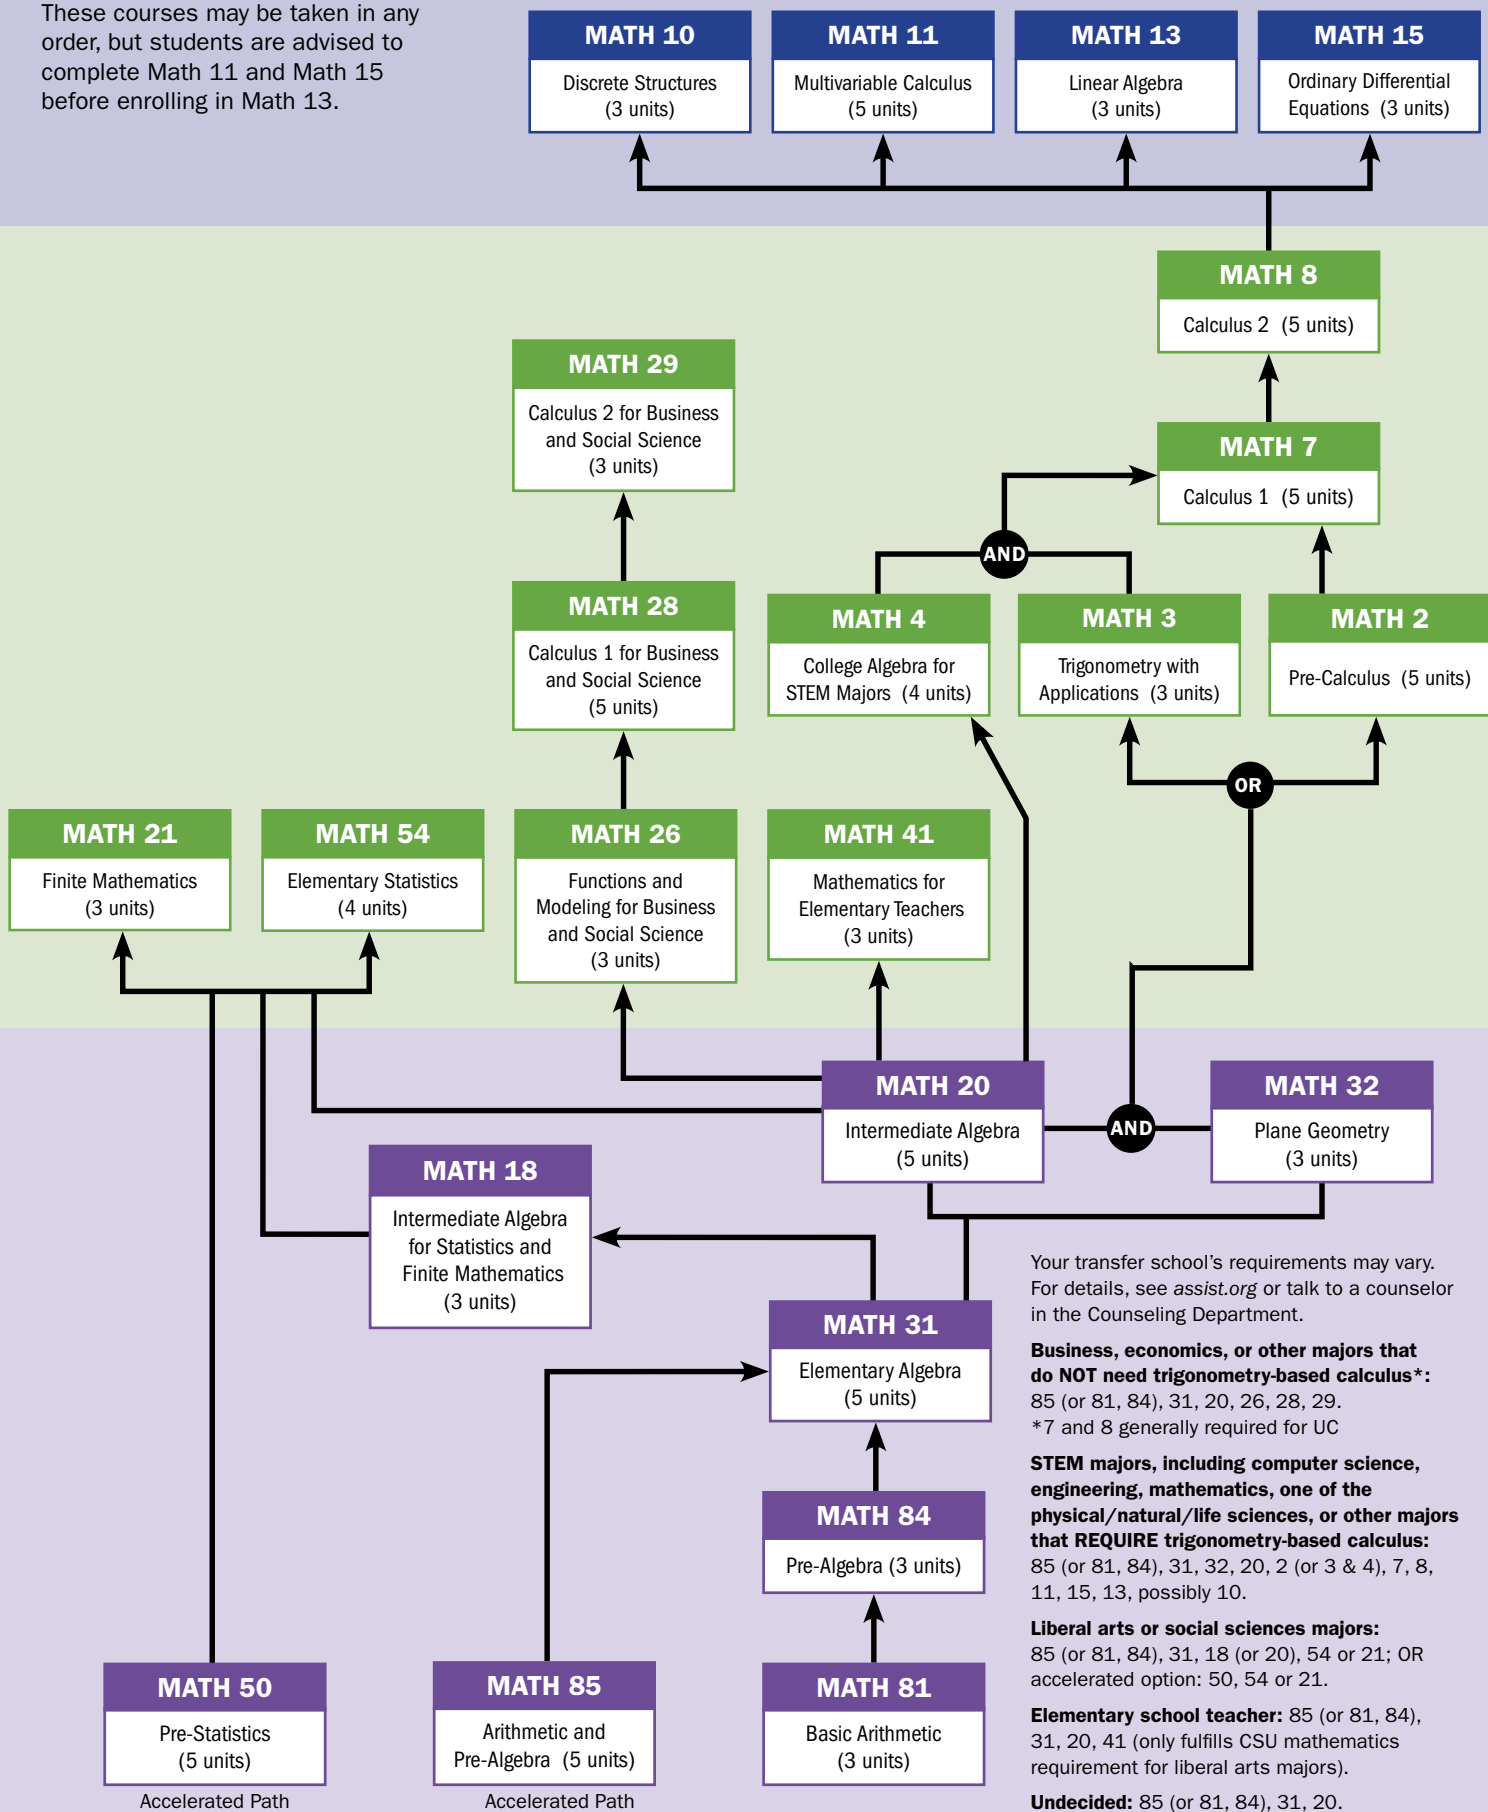 These courses may be taken in any
order, but students are advised to
complete Math 11 and Math 15
before enrolling in Math 13.
MATH 10
Discrete Structures
(3 units)
MATH 11
Multivariable Calculus
(5 units)
MATH 13
Linear Algebra
(3 units)
MATH 15
Ordinary Differential
Equations (3 units)
MATH 8
Calculus 2 (5 units)
MATH 29
Calculus 2 for Business
and Social Science
(3 units)
MATH 7
Calculus 1 (5 units)
AND
MATH 28
Calculus 1 for Business
and Social Science
(5 units)
MATH 4
College Algebra for
STEM Majors (4 units)
MATH 3
Trigonometry with
Applications (3 units)
MATH 2
Pre-Calculus (5 units)
OR
MATH 21
Finite Mathematics
(3 units)
MATH 54
Elementary Statistics
(4 units)
MATH 26
Functions and
Modeling for Business
and Social Science
(3 units)
MATH 41
Mathematics for
Elementary Teachers
(3 units)
MATH 20
Intermediate Algebra
(5 units)
AND
MATH 32
Plane Geometry
(3 units)
MATH 18
Intermediate Algebra
for Statistics and
Finite Mathematics
(3 units)
MATH 31
Elementary Algebra
(5 units)
MATH 84
Pre-Algebra (3 units)
MATH 50
Pre-Statistics
(5 units)
Accelerated Path
MATH 85
Arithmetic and
Pre-Algebra (5 units)
Accelerated Path
MATH 81
Basic Arithmetic
(3 units)
Your transfer school's requirements may vary.
For details, see assist.org or talk to a counselor
in the Counseling Department.
Business, economics, or other majors that
do NOT need trigonometry-based calculus*:
85 (or 81, 84), 31, 20, 26, 28, 29.
*7 and 8 generally required for UC
STEM majors, including computer science,
engineering, mathematics, one of the
physical/natural/life sciences, or other majors
that REQUIRE trigonometry-based calculus:
85 (or 81, 84), 31, 32, 20, 2 (or 3 & 4), 7, 8,
11, 15, 13, possibly 10.
Liberal arts or social sciences majors:
85 (or 81, 84), 31, 18 (or 20), 54 or 21; OR
accelerated option: 50, 54 or 21.
Elementary school teacher: 85 (or 81, 84),
31, 20, 41 (only fulfills CSU mathematics
requirement for liberal arts majors).
Undecided: 85 (or 81, 84), 31, 20.